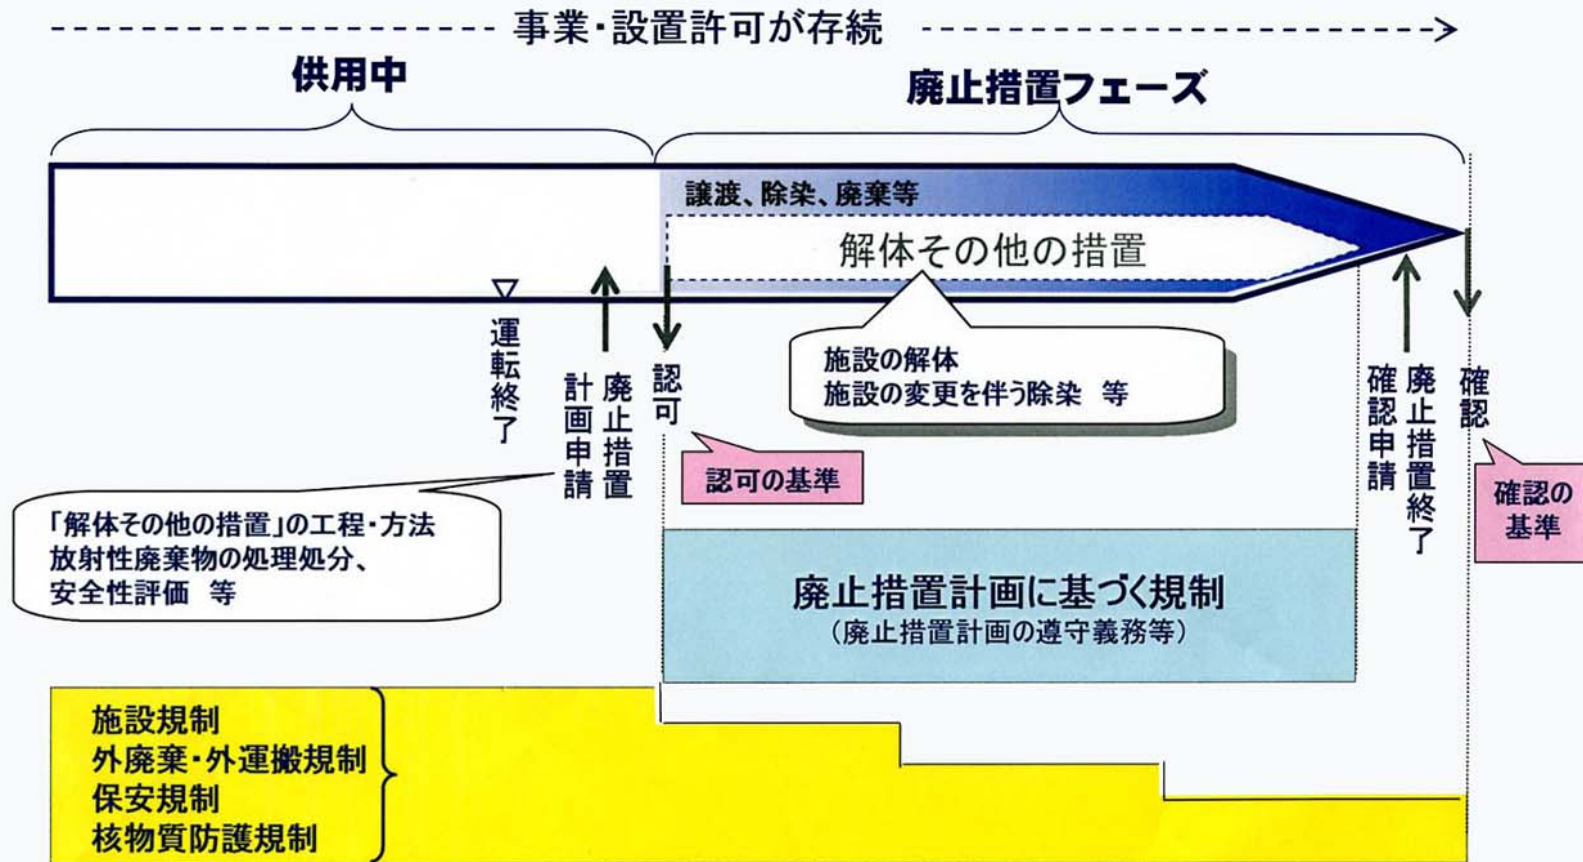 事業・設置許可が存続
供用中
廃止措置フェーズ
譲渡、除染、廃棄等
解体その他の措置
運転終了
廃止措置
計画申請
認可
施設の解体
施設の変更を伴う除染 等
廃止措置終了
確認申請
確認
認可の基準
確認の
基準
「解体その他の措置」の工程・方法
放射性廃棄物の処理処分、
安全性評価 等
廃止措置計画に基づく規制
（廃止措置計画の遵守義務等）
施設規制
外廃棄・外運搬規制
保安規制
核物質防護規制